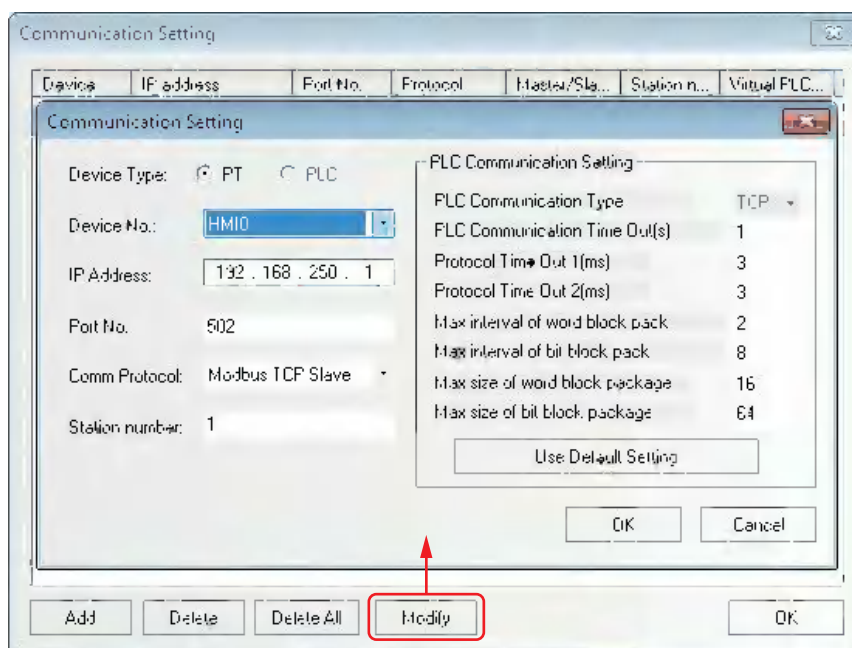 Communication Setting
Device IP address Port No. Protocol Master/Sla... Station n... Virtual PLC...
Communication Setting
Device Type: PT PLC
Device No.: HMI0
IP Address: 192 . 168 . 250 . 1
Port No. 502
Comm Protocol: Modbus TCP Slave
Station number: 1
PLC Communication Setting
PLC Communication Type TCP
PLC Communication Time Out(s) 1
Protocol Time Out 1(ms) 3
Protocol Time Out 2(ms) 3
Max interval of word block pack 2
Max interval of bit block pack 8
Max size of word block package 16
Max size of bit block package 64
Use Default Setting
OK Cancel
Add Delete Delete All Modify OK